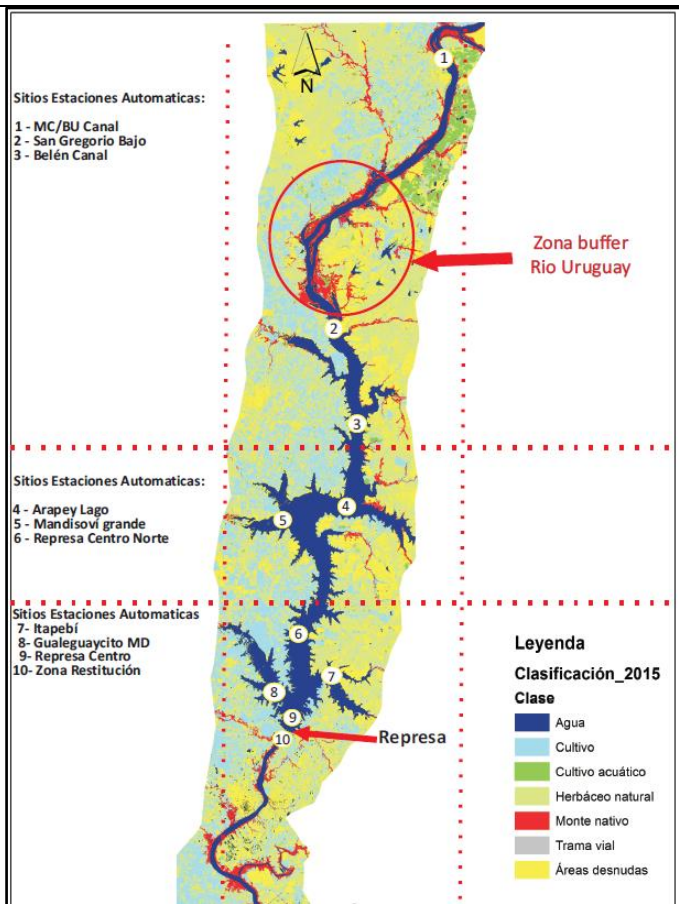 1
N
Sitios Estaciones Automaticas:
1 - MC/BU Canal
2 - San Gregorio Bajo
3 - Belén Canal
Zona buffer
Rio Uruguay
2
3
Sitios Estaciones Automaticas:
4 - Arapey Lago
5 - Mandisoví grande
6 - Represa Centro Norte
4
5
Sitios Estaciones Automaticas
7- Itapebí
8- Gualeguaycito MD
9- Represa Centro
10- Zona Restitución
6
7
8
9
10
Represa
Leyenda
Clasificación_2015
Clase
Agua
Cultivo
Cultivo acuático
Herbáceo natural
Monte nativo
Trama vial
Áreas desnudas